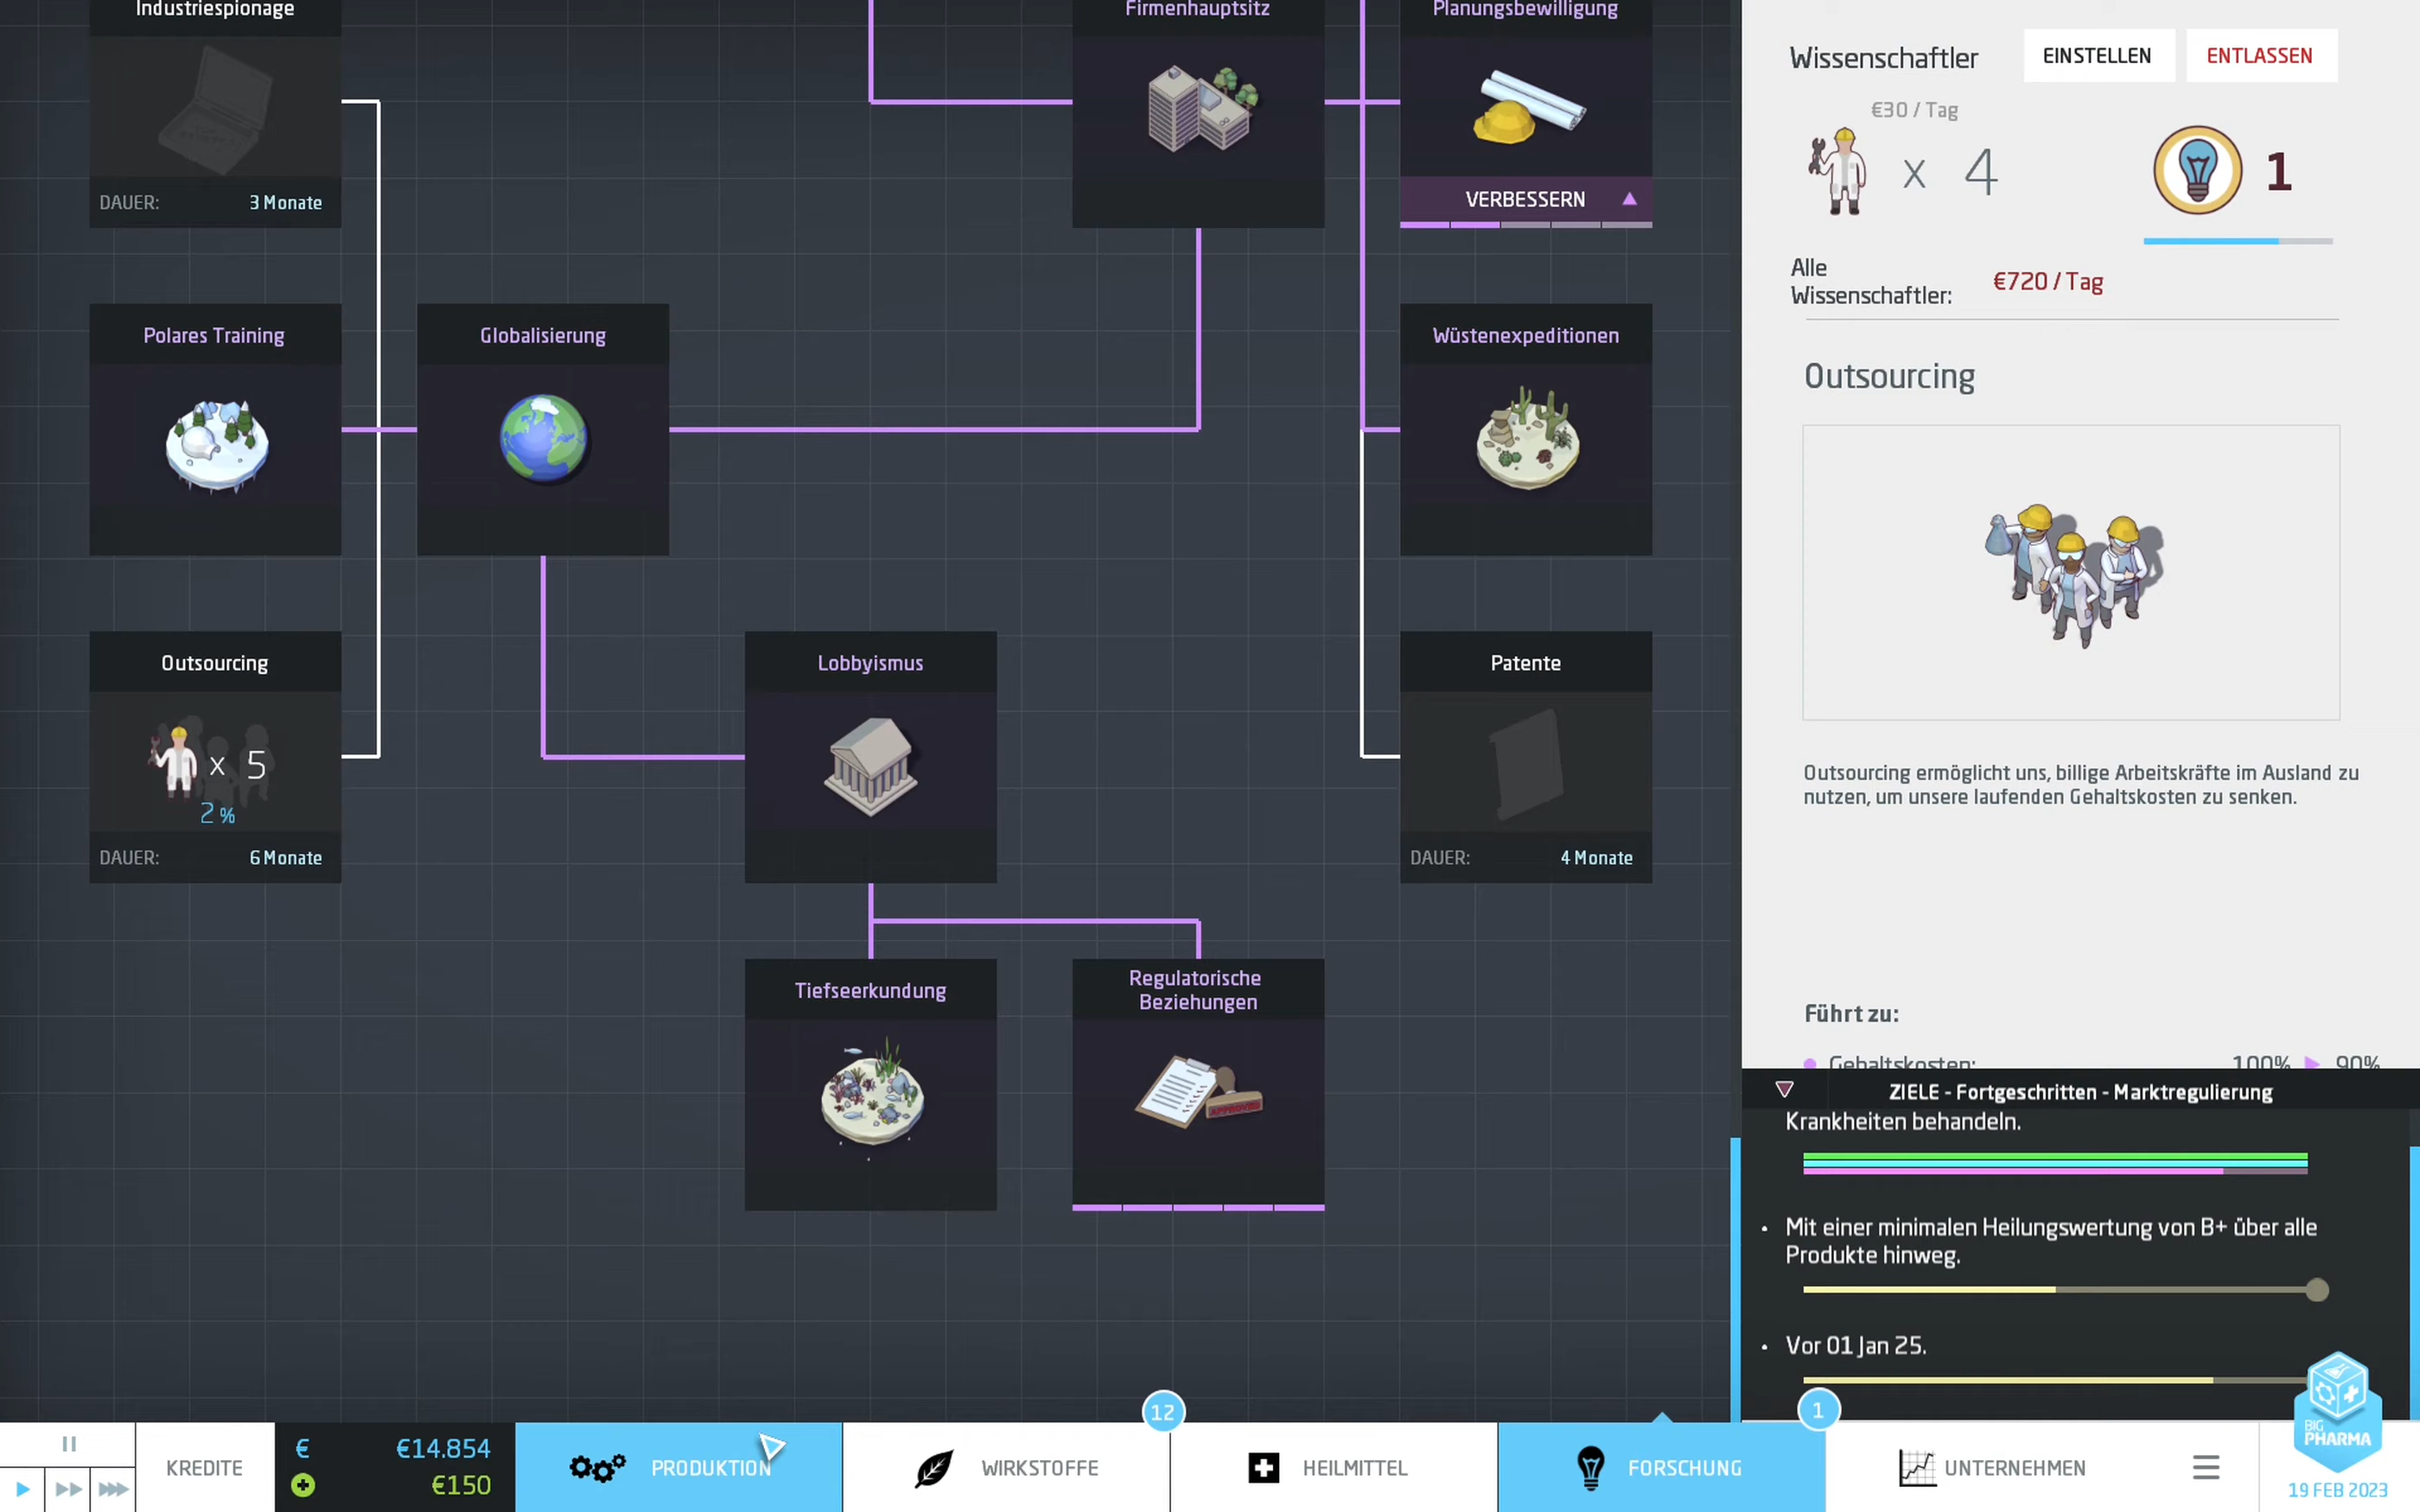 Industriespionage
DAUER: 3 Monate
Firmenhauptsitz
Planungsbewilligung
VERBESSERN
Polares Training
Globalisierung
Wüstenexpeditionen
Outsourcing
x 5
2 %
DAUER: 6 Monate
Lobbyismus
Patente
DAUER: 4 Monate
Tiefseerkundung
Regulatorische
Beziehungen
APPROVED
Wissenschaftler
EINSTELLEN
ENTLASSEN
€30 / Tag
x 4
1
Alle
Wissenschaftler:
€720 / Tag
Outsourcing
Outsourcing ermöglicht uns, billige Arbeitskräfte im Ausland zu
nutzen, um unsere laufenden Gehaltskosten zu senken.
Führt zu:
Gehaltskosten: 100% 90%
ZIELE - Fortgeschritten - Marktregulierung
Krankheiten behandeln.
• Mit einer minimalen Heilungswertung von B+ über alle
Produkte hinweg.
• Vor 01 Jan 25.
KREDITE
€ €14.854
€150
PRODUKTION
WIRKSTOFFE
12
HEILMITTEL
FORSCHUNG
1
UNTERNEHMEN
BIG
PHARMA
19 FEB 2023